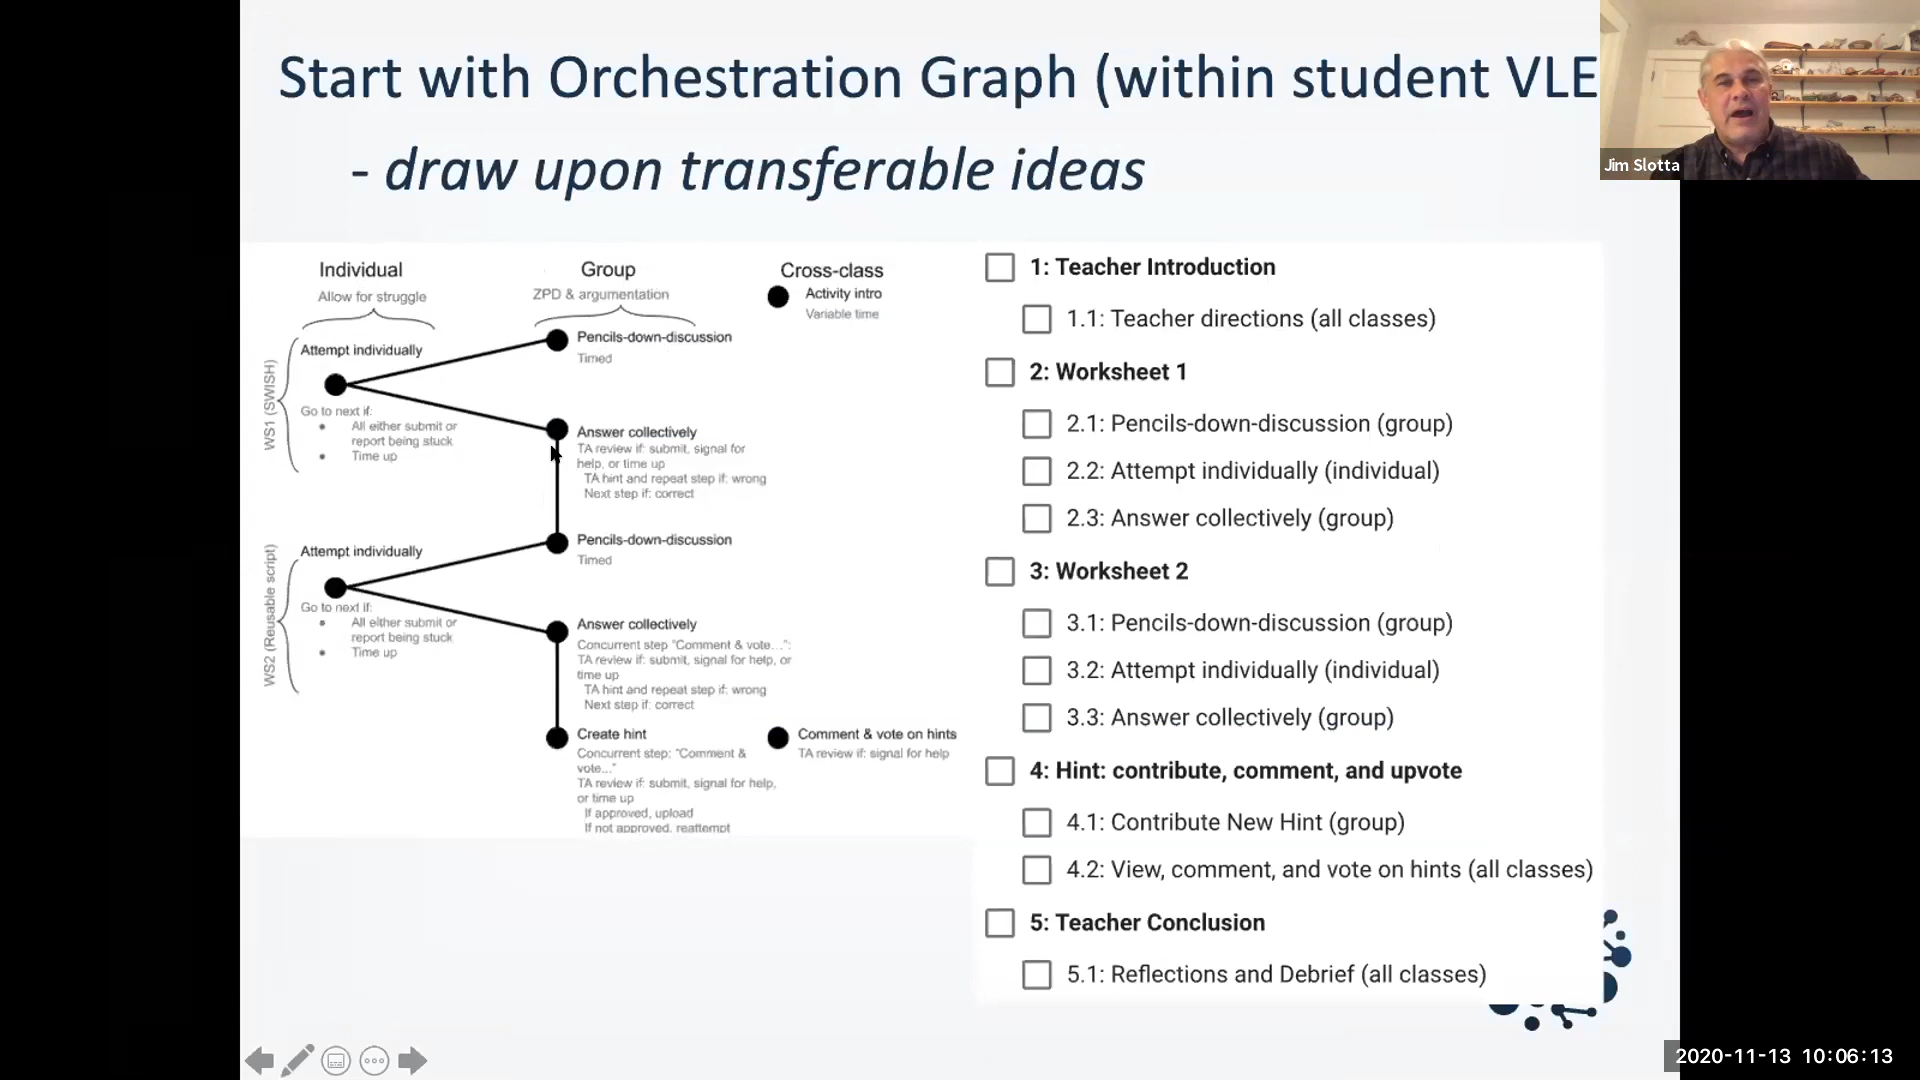 Start with Orchestration Graph (within student VLE
- draw upon transferable ideas
Jim Slotta
Individual
Allow for struggle
Group
ZPD & argumentation
Cross-class
Activity intro
Variable time
WS1 (SWISH)
Attempt individually
Go to next if:
All either submit or
report being stuck
Time up
Pencils-down-discussion
Timed
Answer collectively
TA review if: submit, signal for
help, or time up
TA hint and repeat step if: wrong
Next step if: correct
WS2 (Reusable script)
Attempt individually
Go to next if:
All either submit or
report being stuck
Time up
Pencils-down-discussion
Timed
Answer collectively
Concurrent step "Comment & vote...":
TA review if: submit, signal for help, or
time up
TA hint and repeat step if: wrong
Next step if: correct
Create hint
Concurrent step; "Comment &
vote..."
TA review if: submit, signal for help,
or time up
If approved, upload
If not approved, reattempt
Comment & vote on hints
TA review if: signal for help
1: Teacher Introduction
1.1: Teacher directions (all classes)
2: Worksheet 1
2.1: Pencils-down-discussion (group)
2.2: Attempt individually (individual)
2.3: Answer collectively (group)
3: Worksheet 2
3.1: Pencils-down-discussion (group)
3.2: Attempt individually (individual)
3.3: Answer collectively (group)
4: Hint: contribute, comment, and upvote
4.1: Contribute New Hint (group)
4.2: View, comment, and vote on hints (all classes)
5: Teacher Conclusion
5.1: Reflections and Debrief (all classes)
2020-11-13 10:06:13